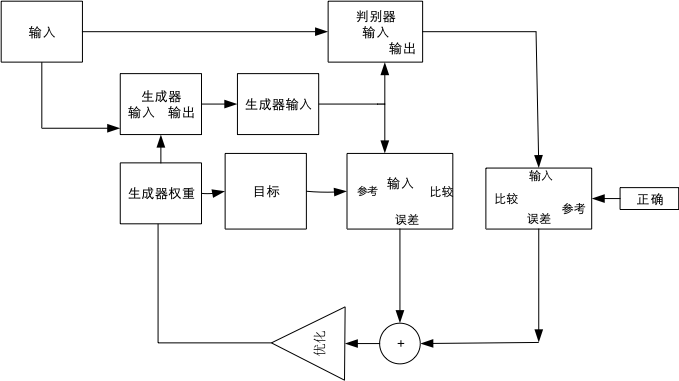 输入
判别器
输入
输出
生成器
输入 输出
生成器输入
生成器权重
目标
参考
输入
比较
误差
输入
比较
参考
误差
正确
优化
+